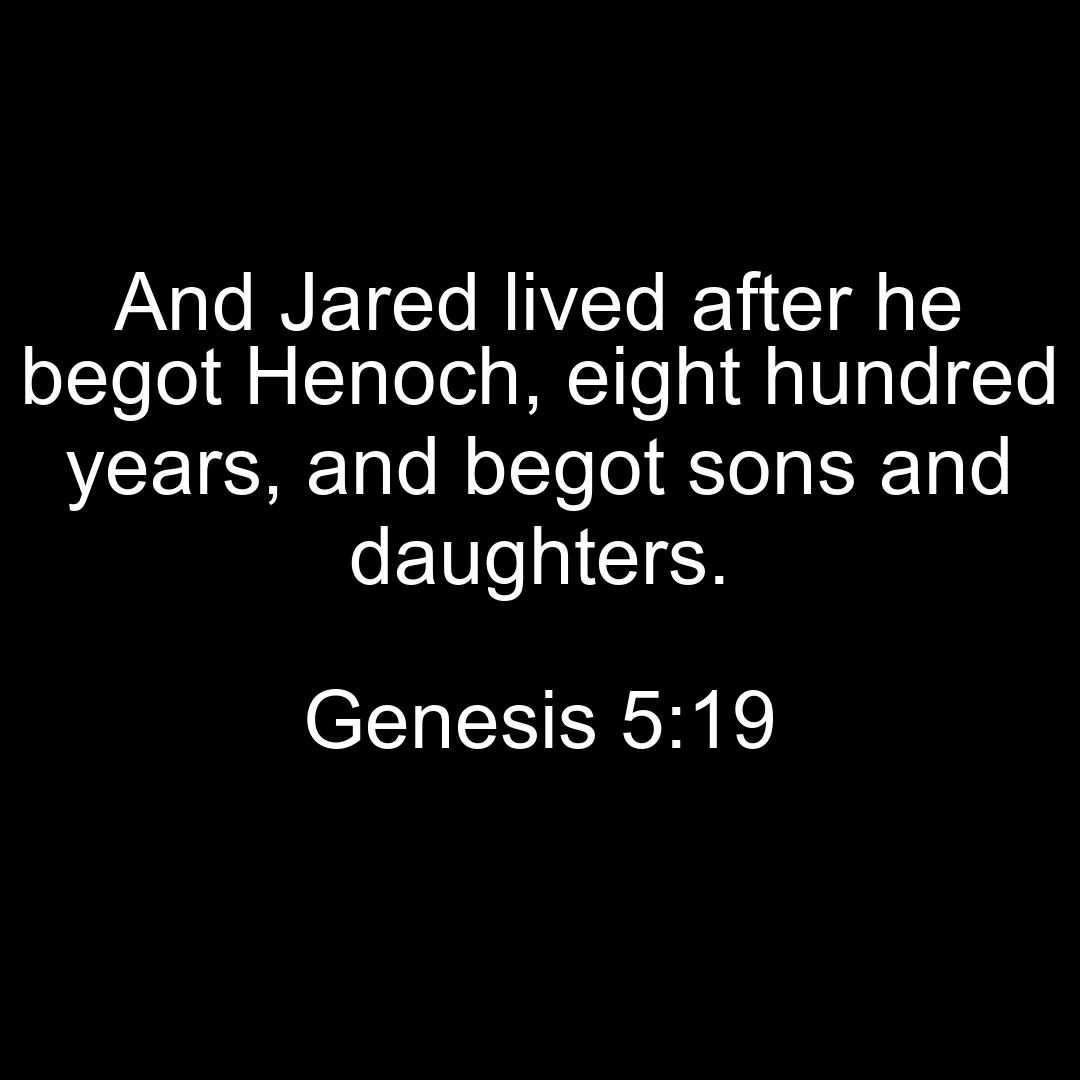 And Jared lived after he
begot Henoch, eight hundred
years, and begot sons and
daughters.
Genesis 5:19